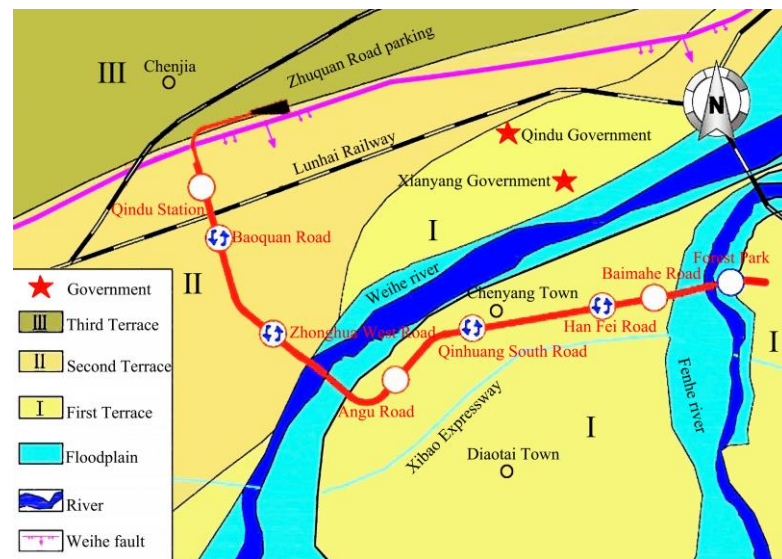 III
Chenjia
Zhuquan Road parking
N
Qindu Government
Lunhai Railway
XIanyang Government
Qindu Station
Baoquan Road
I
II
Weihe river
Forest Park
Baimahe Road
Chenyang Town
Zhonghua West Road
Han Fei Road
Qinhuang South Road
I
Angu Road
Xibao Expressway
Fenhe river
I
Diaotai Town
Government
III Third Terrace
II Second Terrace
I First Terrace
Floodplain
River
Weihe fault